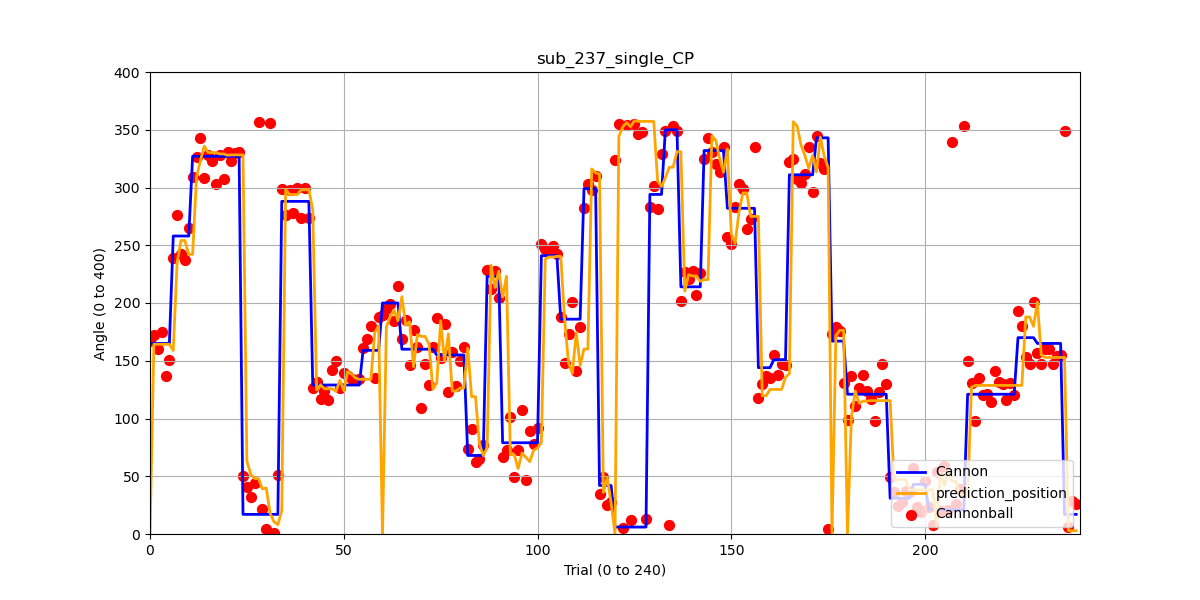 sub_237_single_CP
Angle (0 to 400)
400
350
300
250
200
150
100
50
0
0 50 100 150 200
Trial (0 to 240)
Cannon
prediction_position
Cannonball